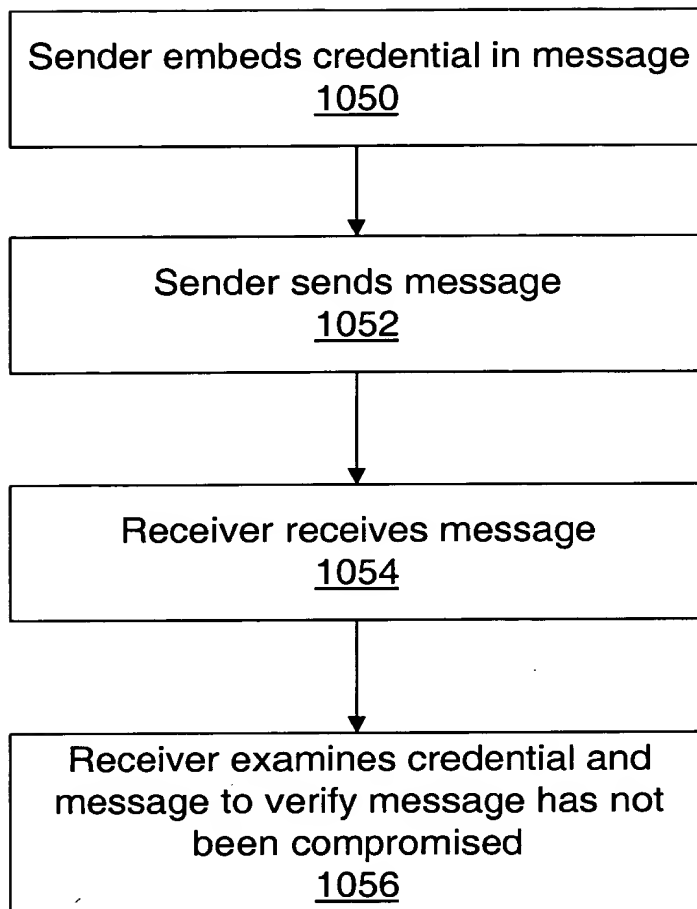 Sender embeds credential in message
1050
Sender sends message
1052
Receiver receives message
1054
Receiver examines credential and
message to verify message has not
been compromised
1056